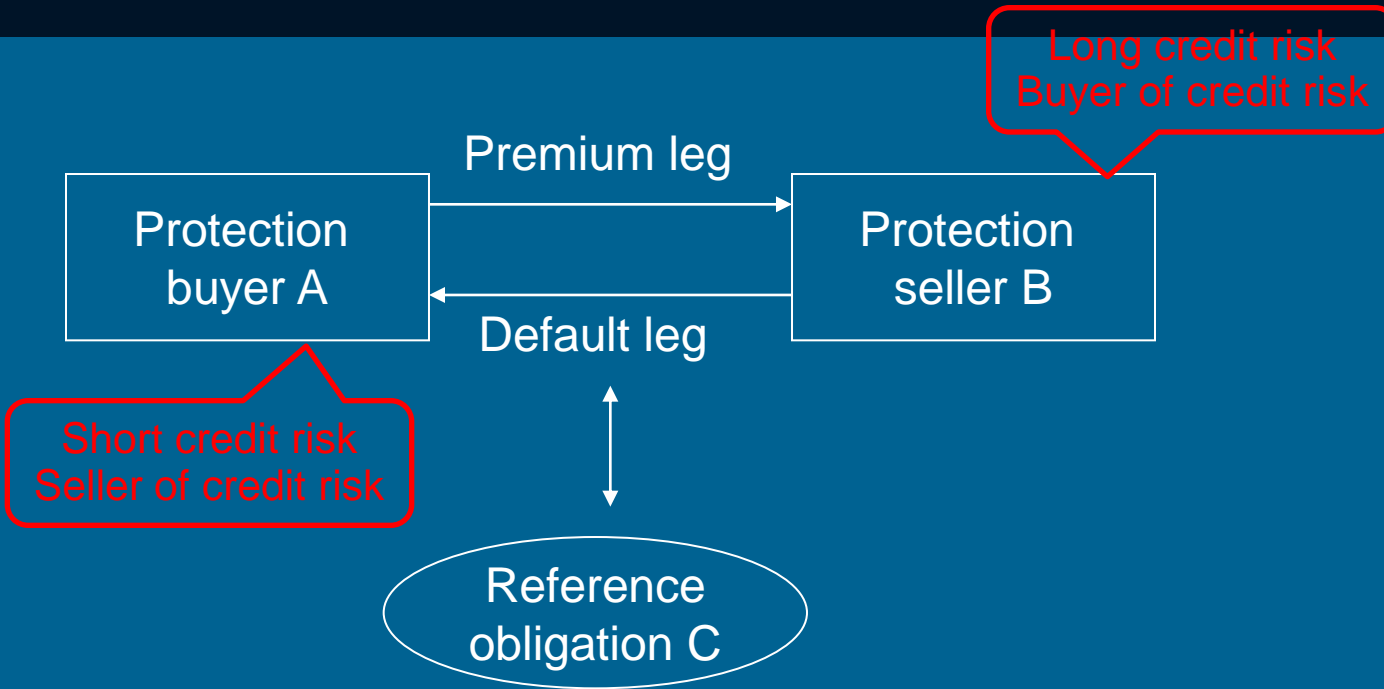 Long credit risk
Buyer of credit risk
Premium leg
Protection
buyer A
Protection
seller B
Default leg
Short credit risk
Seller of credit risk
Reference
obligation C